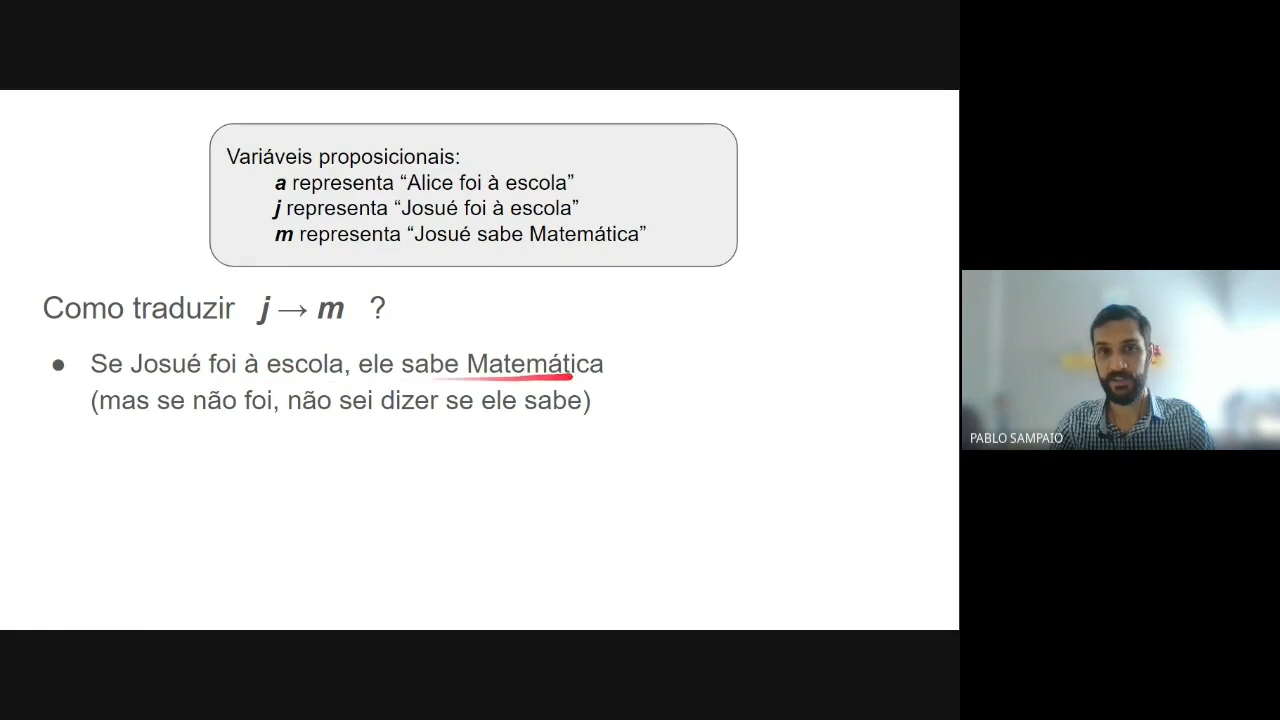 Variáveis proposicionais:
a representa “Alice foi à escola”
j representa “Josué foi à escola”
m representa “Josué sabe Matemática”
Como traduzir j → m ?
● Se Josué foi à escola, ele sabe Matemática
(mas se não foi, não sei dizer se ele sabe)
PABLO SAMPAIO